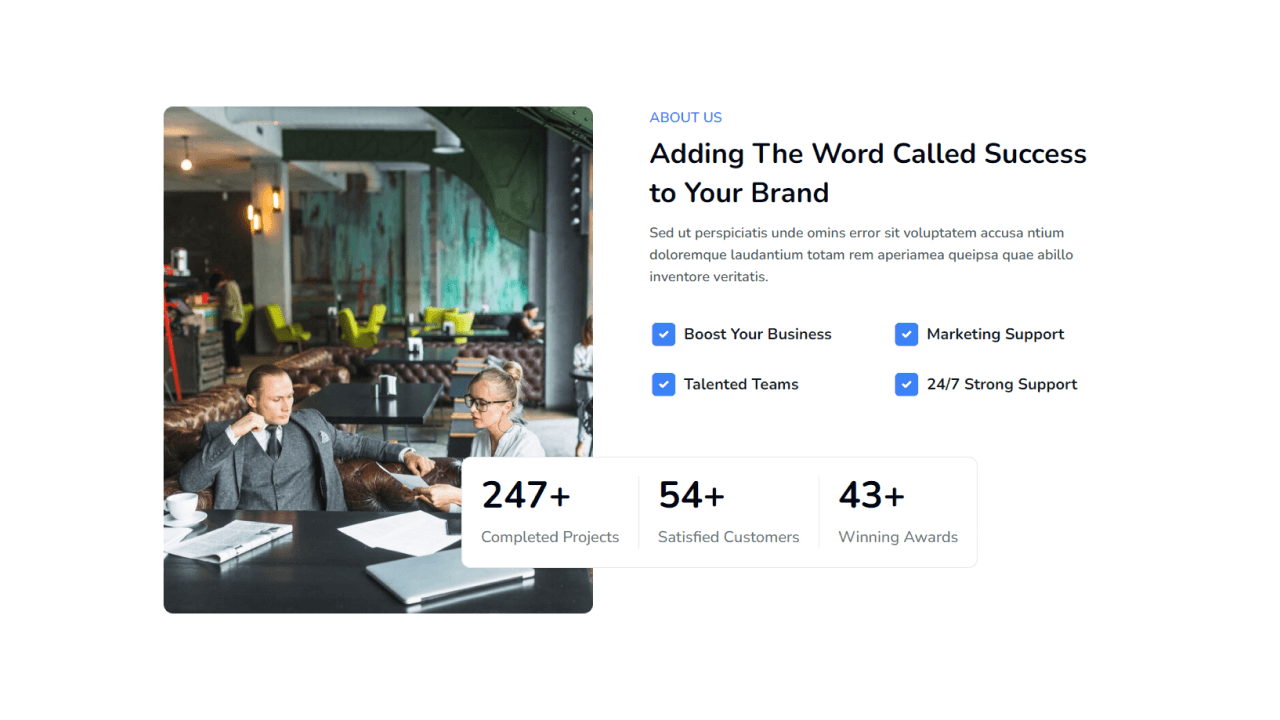 ABOUT US
Adding The Word Called Success
to Your Brand
Sed ut perspiciatis unde omins error sit voluptatem accusa ntium
doloremque laudantium totam rem aperiamea queipsa quae abillo
inventore veritatis.
Boost Your Business
Marketing Support
Talented Teams
24/7 Strong Support
247+
Completed Projects
54+
Satisfied Customers
43+
Winning Awards